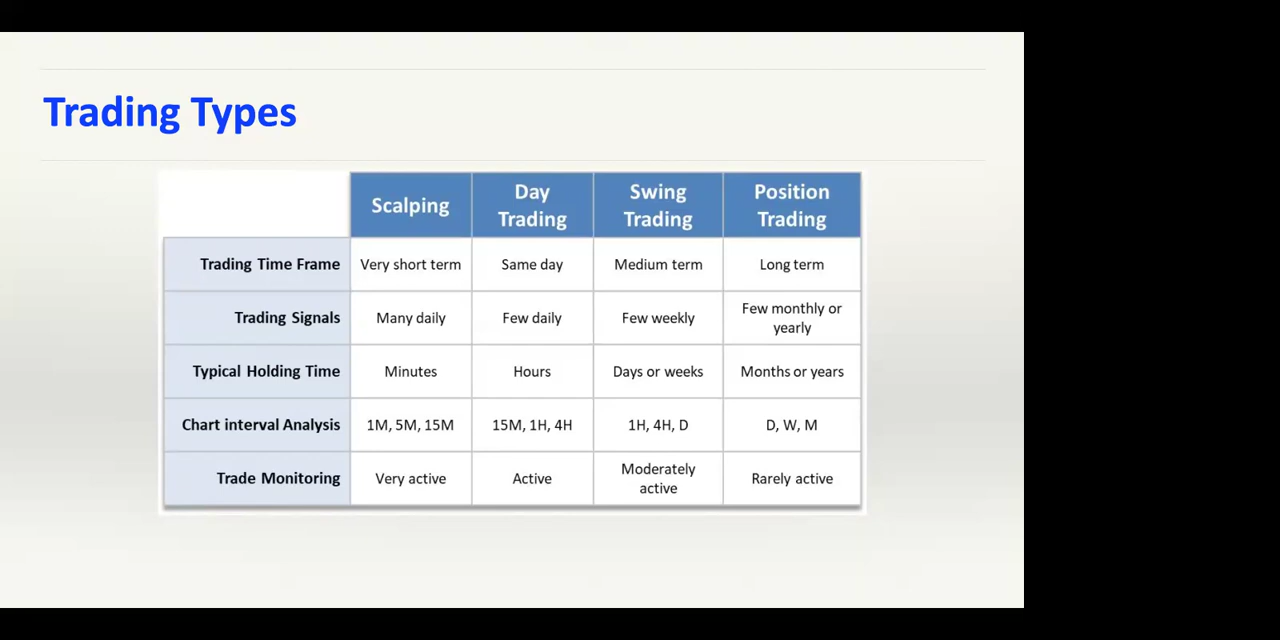 Trading Types
Scalping
Day
Trading
Swing
Trading
Position
Trading
Trading Time Frame
Very short term
Same day
Medium term
Long term
Trading Signals
Many daily
Few daily
Few weekly
Few monthly or
yearly
Typical Holding Time
Minutes
Hours
Days or weeks
Months or years
Chart interval Analysis
1M, 5M, 15M
15M, 1H, 4H
1H, 4H, D
D, W, M
Trade Monitoring
Very active
Active
Moderately
active
Rarely active